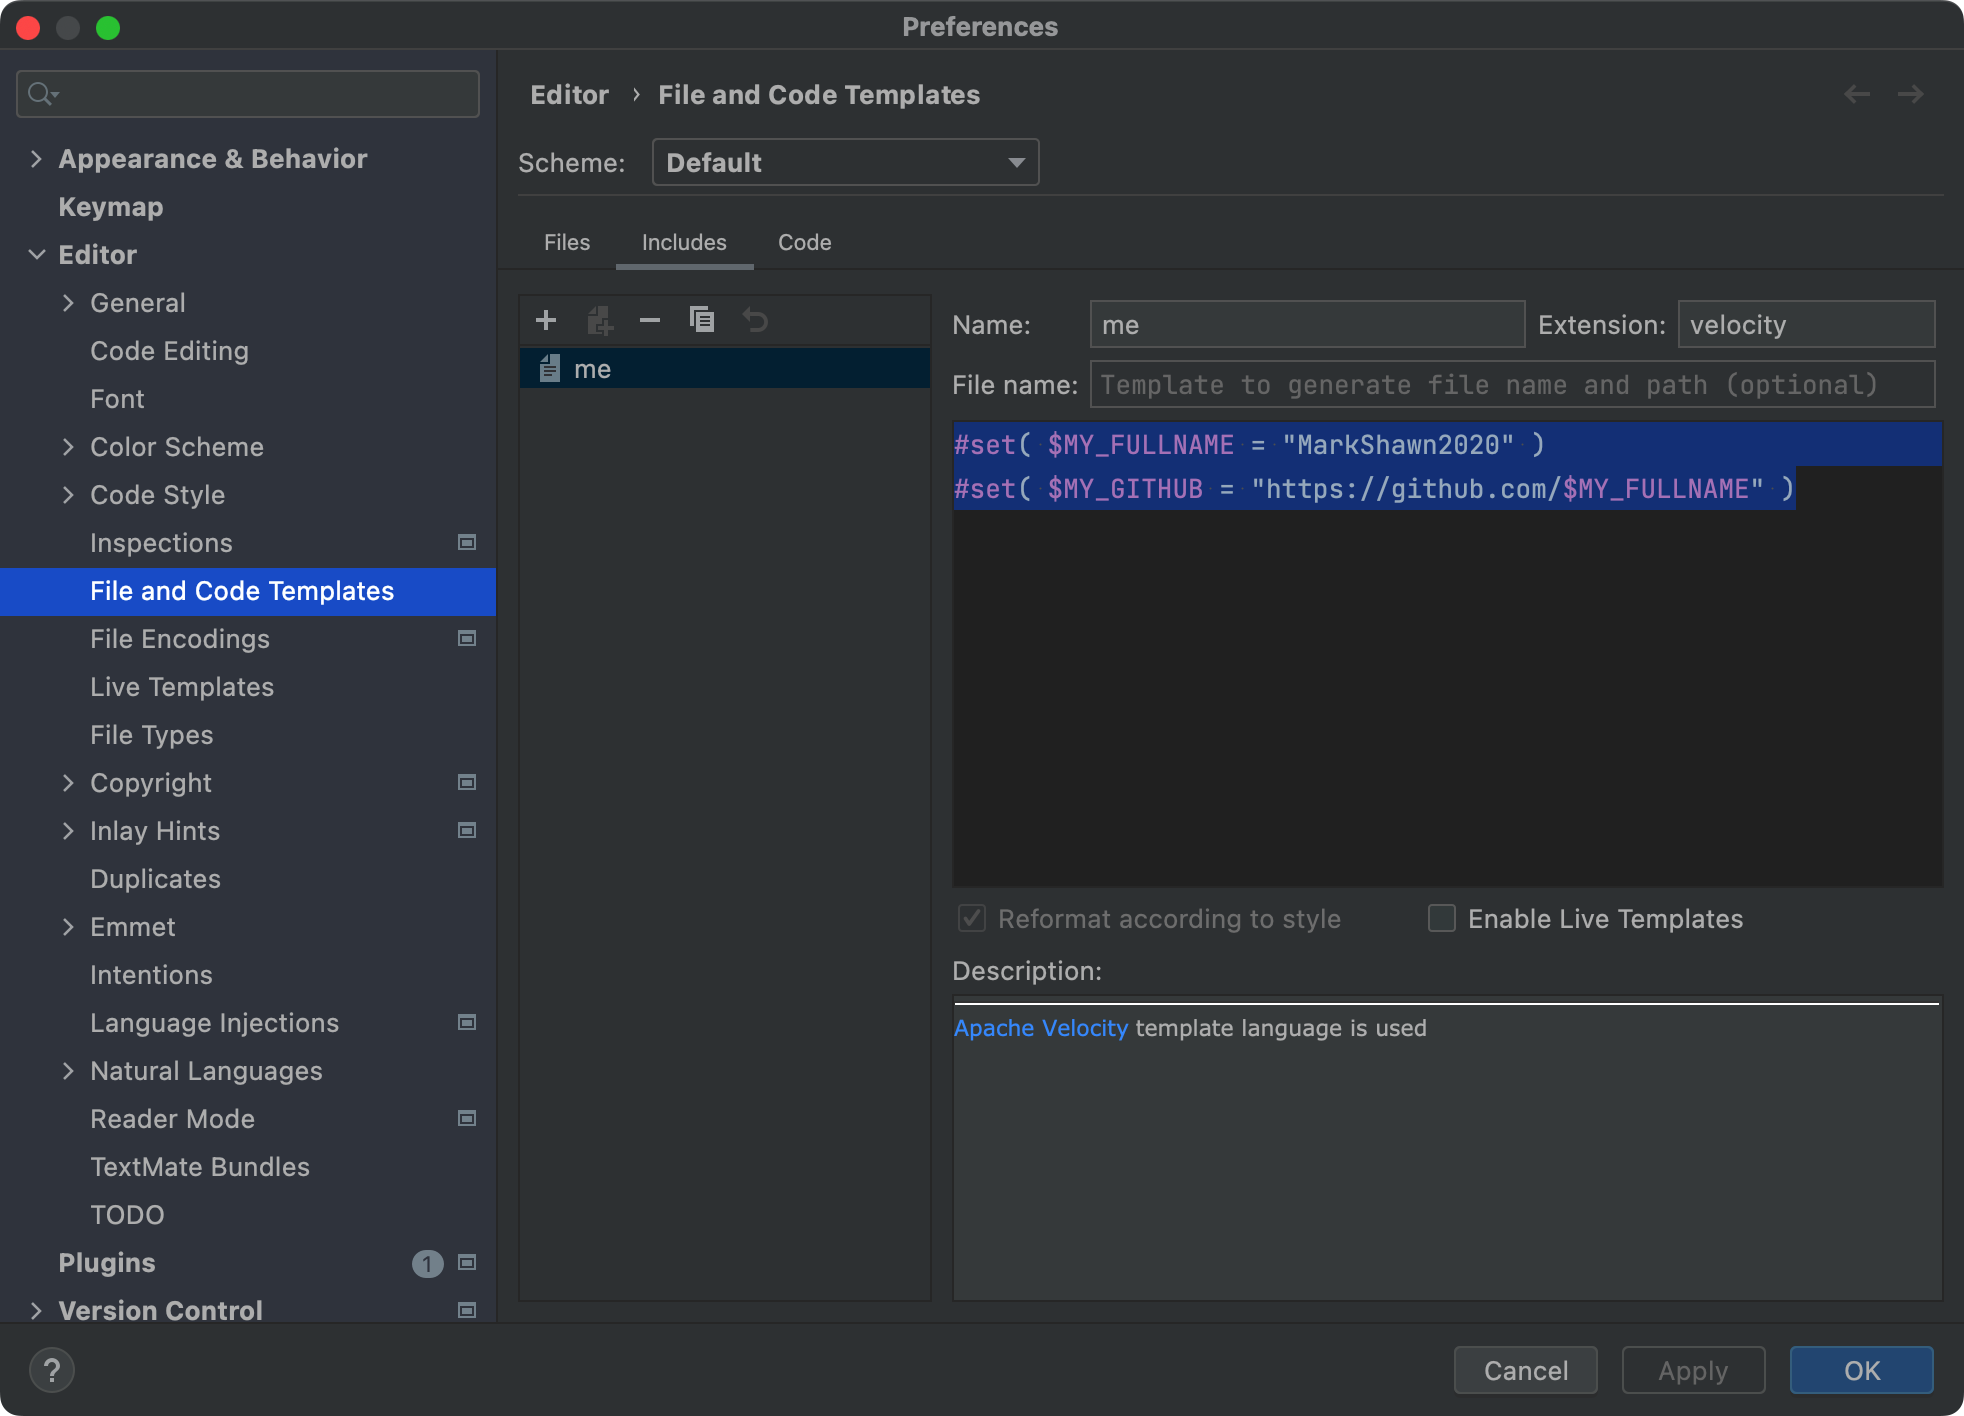 Preferences
Editor › File and Code Templates
Scheme: Default
Files Includes Code
Appearance & Behavior
Keymap
Editor
General
Code Editing
Font
Color Scheme
Code Style
Inspections
File and Code Templates
File Encodings
Live Templates
File Types
Copyright
Inlay Hints
Duplicates
Emmet
Intentions
Language Injections
Natural Languages
Reader Mode
TextMate Bundles
TODO
Plugins 1
Version Control
me
Name: me Extension: velocity
File name: Template to generate file name and path (optional)
#set( $MY_FULLNAME = "MarkShawn2020" )
#set( $MY_GITHUB = "https://github.com/$MY_FULLNAME" )
Reformat according to style Enable Live Templates
Description:
Apache Velocity template language is used
? Cancel Apply OK